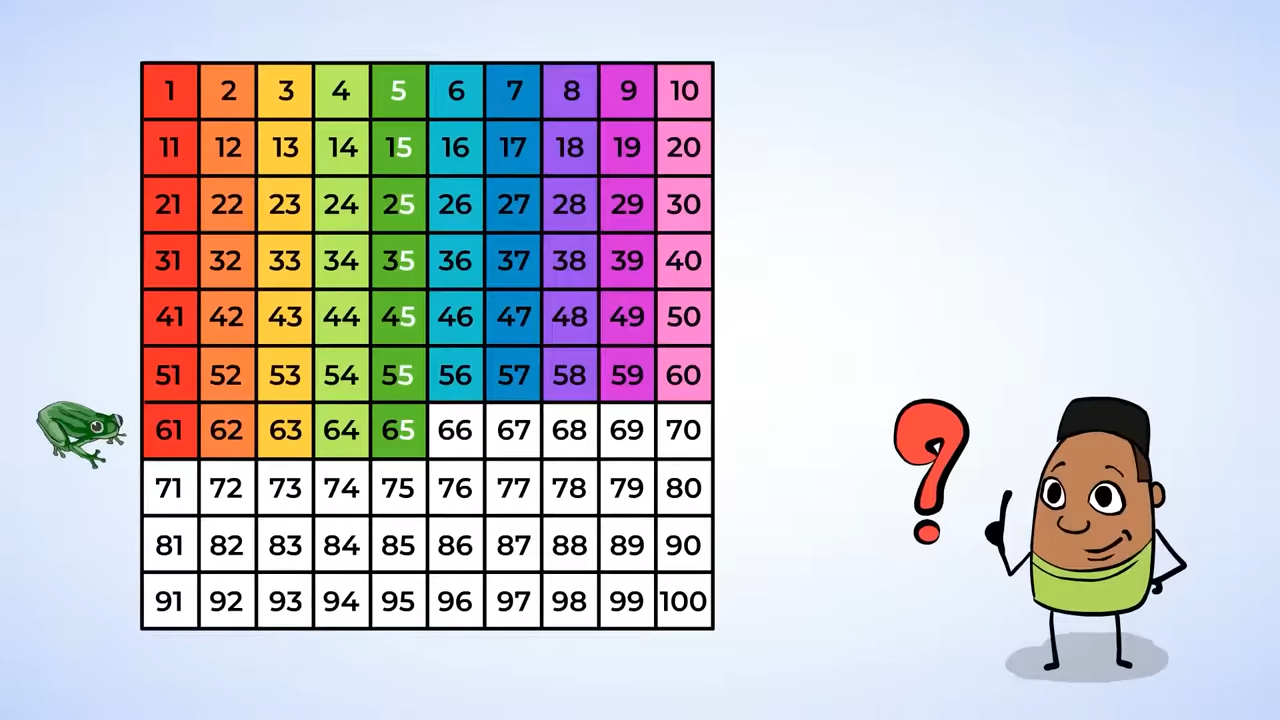 1 2 3 4 5 6 7 8 9 10
11 12 13 14 15 16 17 18 19 20
21 22 23 24 25 26 27 28 29 30
31 32 33 34 35 36 37 38 39 40
41 42 43 44 45 46 47 48 49 50
51 52 53 54 55 56 57 58 59 60
61 62 63 64 65 66 67 68 69 70
71 72 73 74 75 76 77 78 79 80
81 82 83 84 85 86 87 88 89 90
91 92 93 94 95 96 97 98 99 100
?